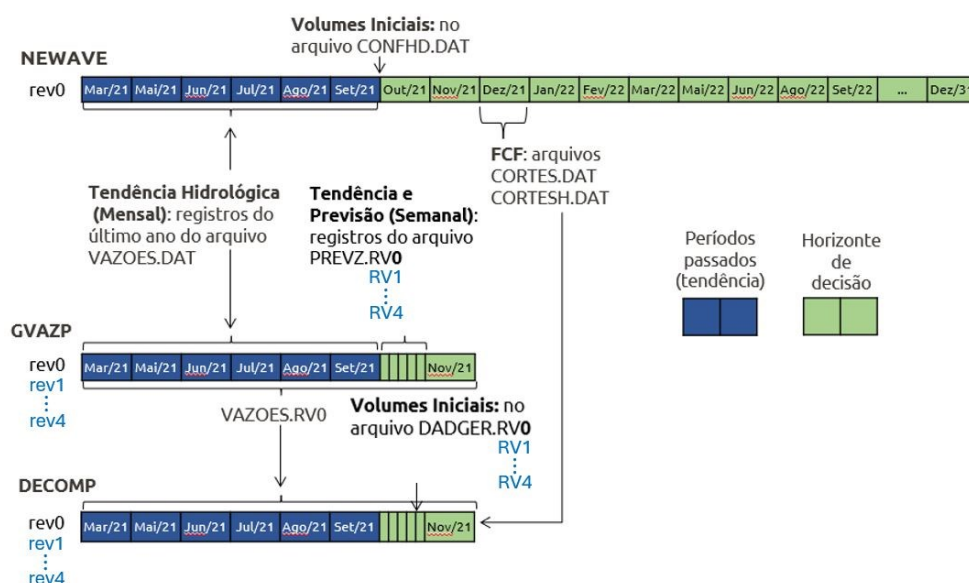 Volumes Iniciais: no
arquivo CONFHD.DAT
NEWAVE
rev0
Mar/21 Mai/21 Jun/21 Jul/21 Ago/21 Set/21 Out/21 Nov/21 Dez/21 Jan/22 Fev/22 Mar/22 Mai/22 Jun/22 Ago/22 Set/22 ... Dez/31
FCF: arquivos
CORTES.DAT
CORTESH.DAT
Tendência Hidrológica
(Mensal): registros do
último ano do arquivo
VAZOES.DAT
Tendência e
Previsão (Semanal):
registros do arquivo
PREVZ.RV0
RV1
RV4
Períodos
passados
(tendência)
Horizonte
de
decisão
GVAZP
rev0
Mar/21 Mai/21 Jun/21 Jul/21 Ago/21 Set/21 Nov/21
rev1
rev4
VAZOES.RV0
Volumes Iniciais: no
arquivo DADGER.RV0
RV1
RV4
DECOMP
rev0
Mar/21 Mai/21 Jun/21 Jul/21 Ago/21 Set/21 Nov/21
rev1
rev4